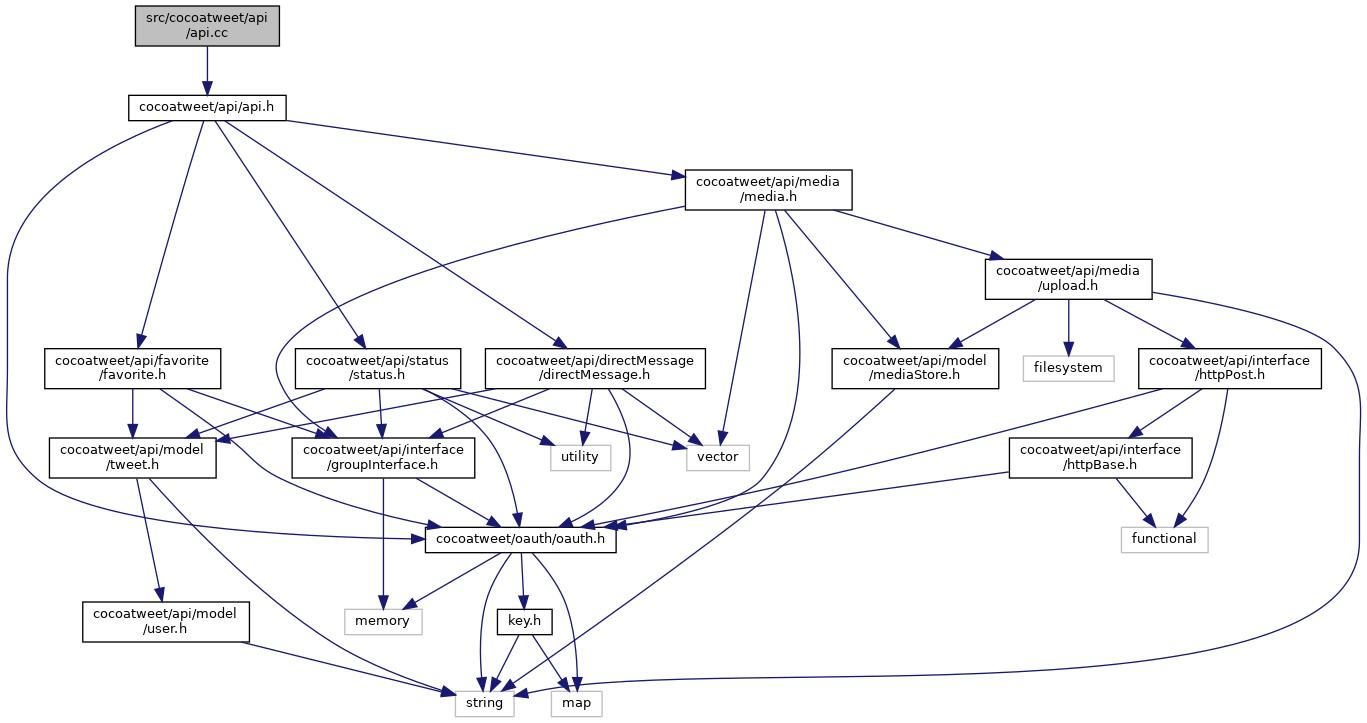 src/cocoatweet/api
/api.cc
cocoatweet/api/api.h
cocoatweet/api/media
/media.h
cocoatweet/api/media
/upload.h
cocoatweet/api/favorite
/favorite.h
cocoatweet/api/status
/status.h
cocoatweet/api/directMessage
/directMessage.h
cocoatweet/api/model
/mediaStore.h
filesystem
cocoatweet/api/interface
/httpPost.h
cocoatweet/api/model
/tweet.h
cocoatweet/api/interface
/groupInterface.h
utility
vector
cocoatweet/api/interface
/httpBase.h
cocoatweet/oauth/oauth.h
functional
cocoatweet/api/model
/user.h
memory
key.h
string
map